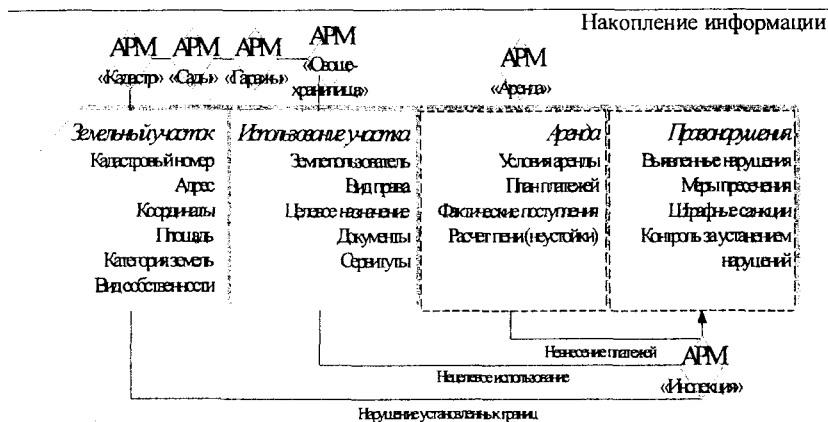 Накопление информации
АРМ АРМ АРМ АРМ АРМ
«Кадастр» «Сады» «Гаражы» «Овоще-хранилища» «Аренда»
Земельный участок
Кадастровый номер
Адрес
Координаты
Площадь
Категория земель
Вид собственности
Использование участка
Землепользователь
Вид права
Целевое назначение
Документы
Сервитуты
Аренда
Условия аренды
План платежей
Фактические поступления
Расчет пени (неустойки)
Правонарушения
Выявленные нарушения
Меры пресечения
Штрафные санкции
Контроль за устанением
нарушений
Невнесение платежей
АРМ
Нецелевое использование
«Инспекция»
Нарушение установленных границ